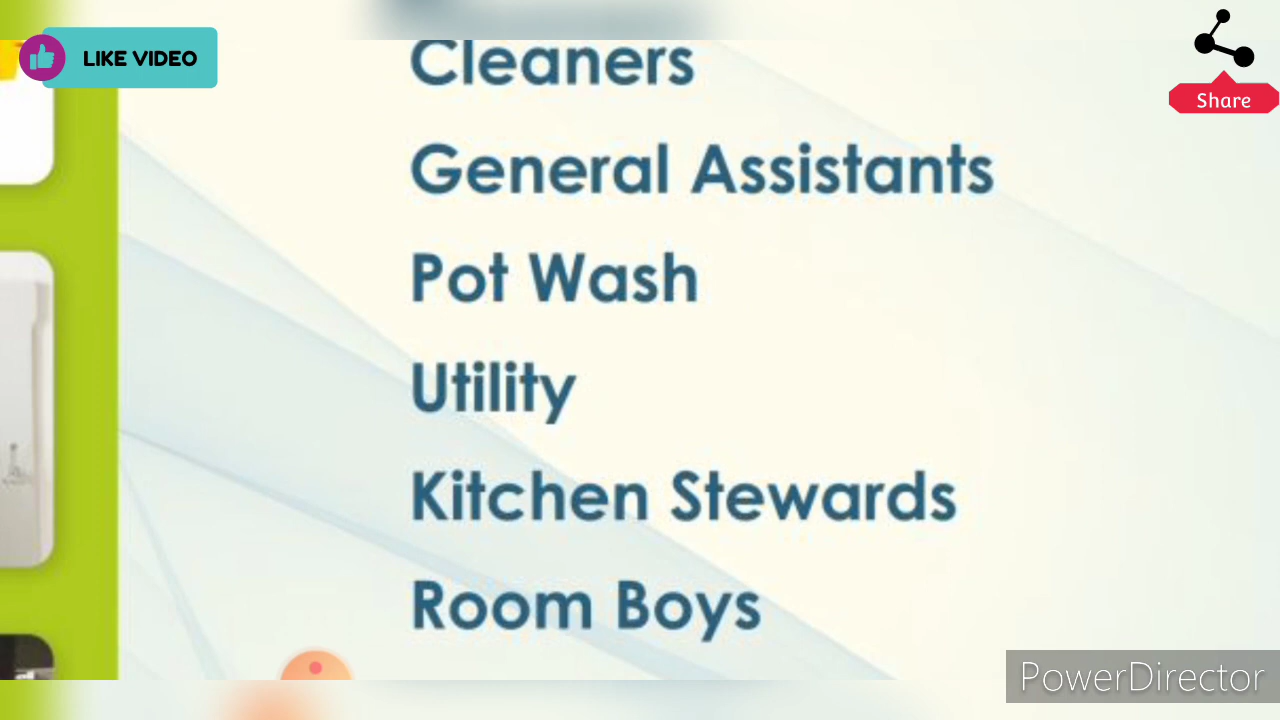 LIKE VIDEO
Share
Cleaners
General Assistants
Pot Wash
Utility
Kitchen Stewards
Room Boys
PowerDirector